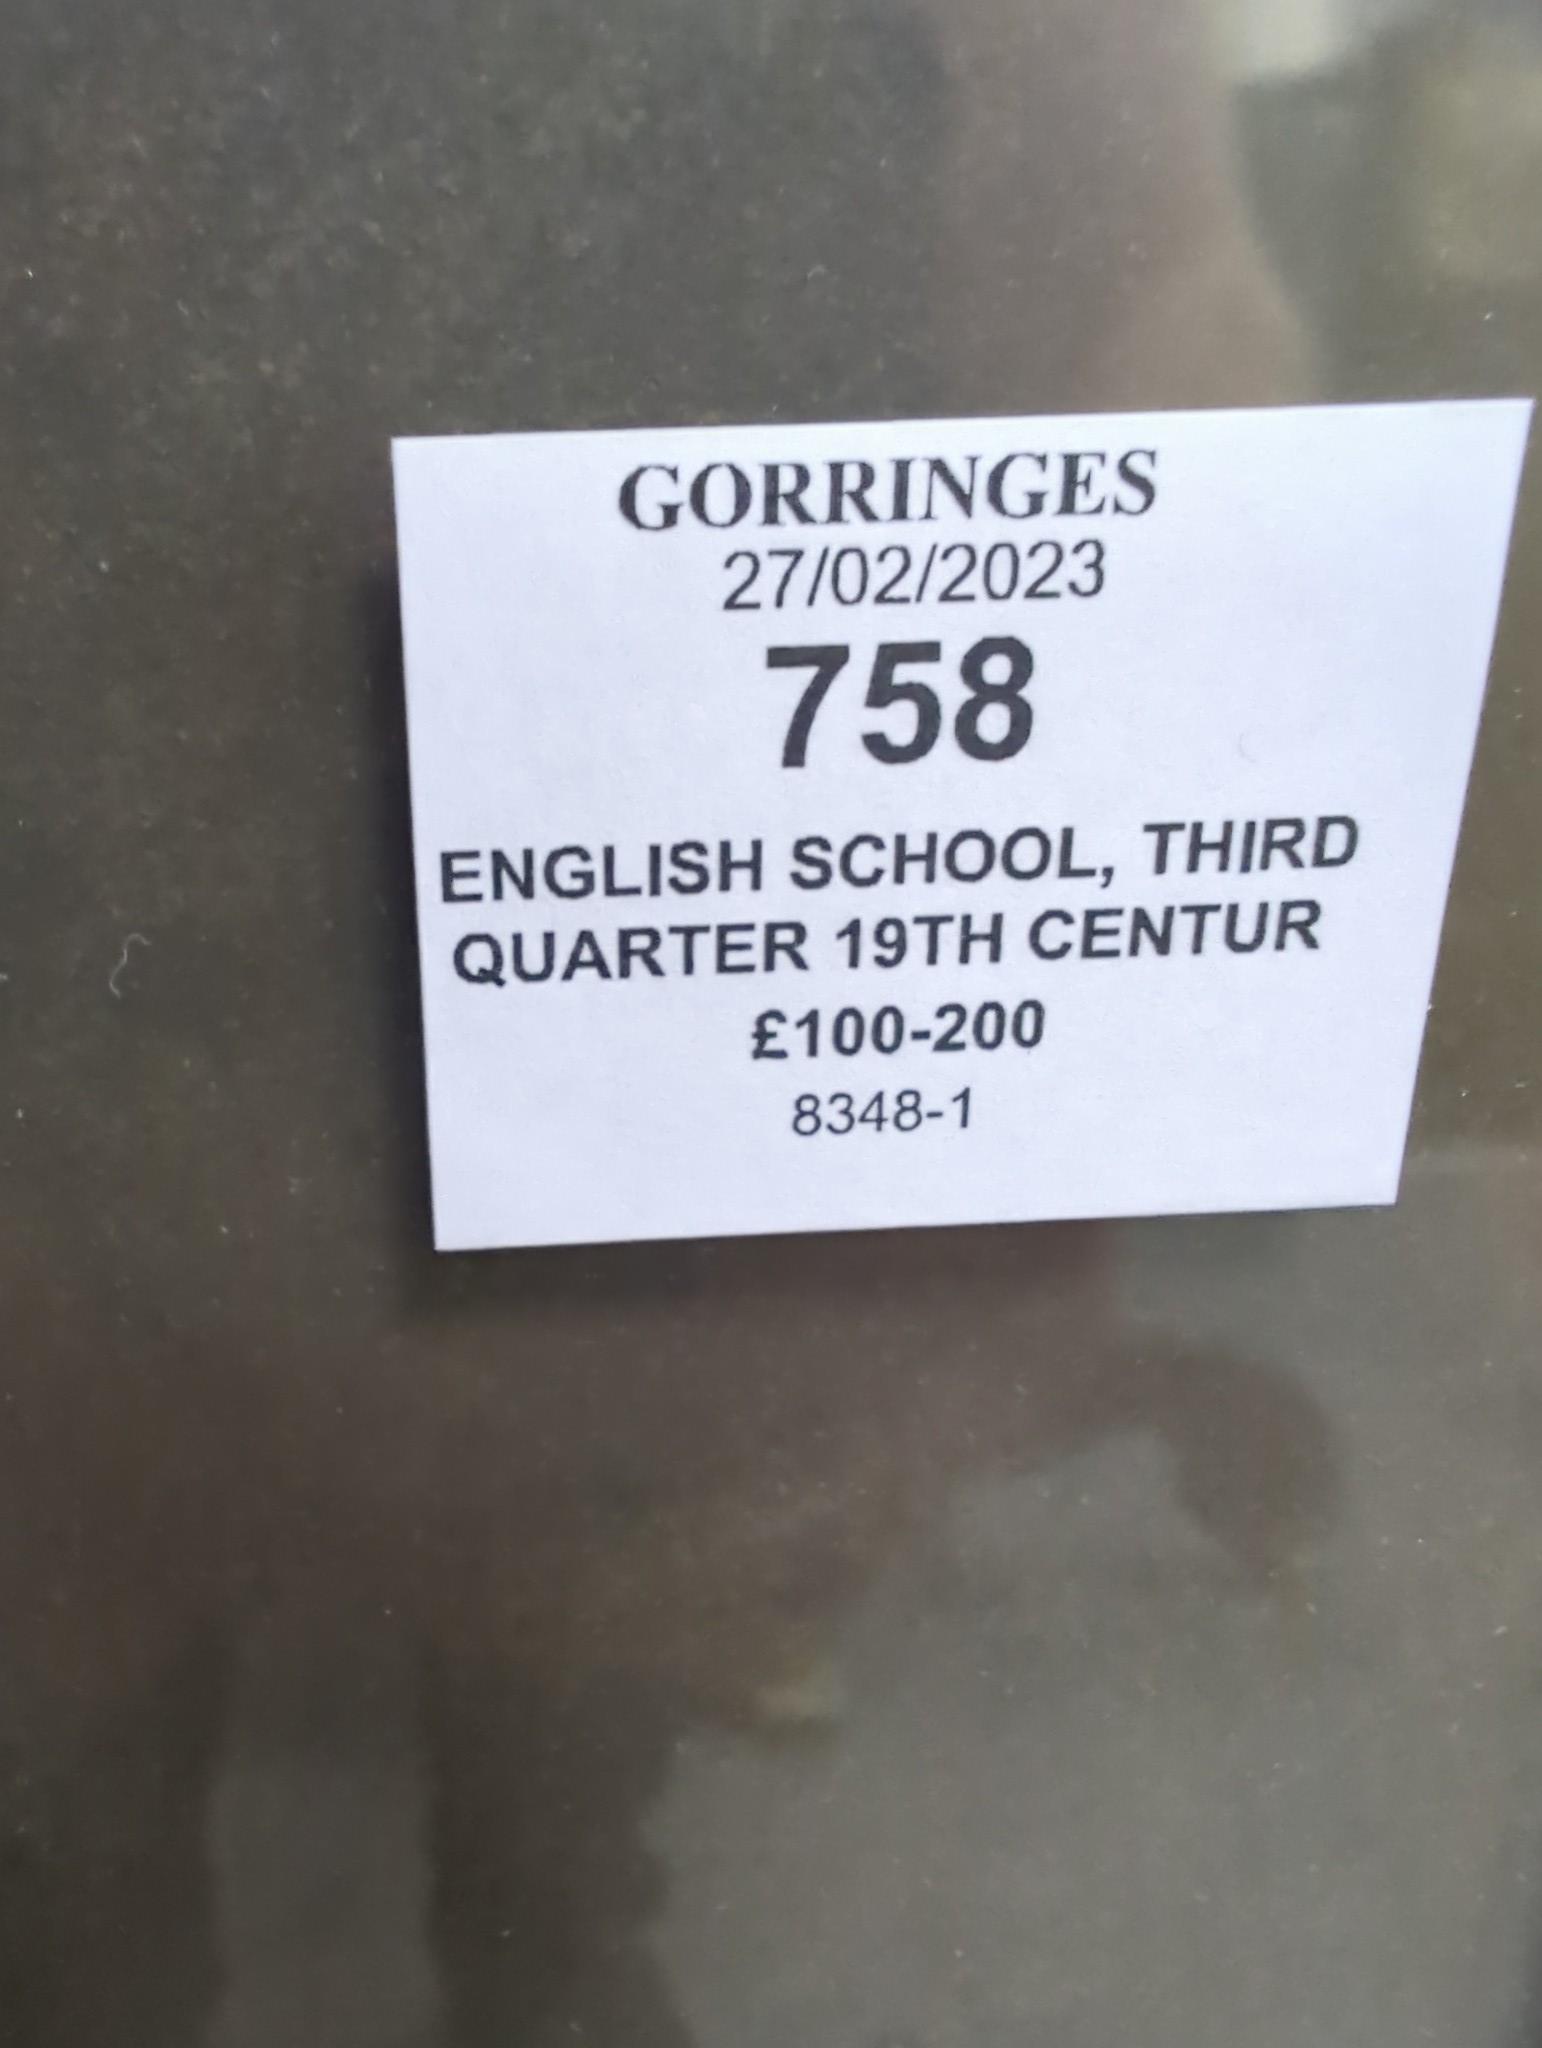 GORRINGES
27/02/2023
758
ENGLISH SCHOOL, THIRD
QUARTER 19TH CENTUR
£100-200
8348-1